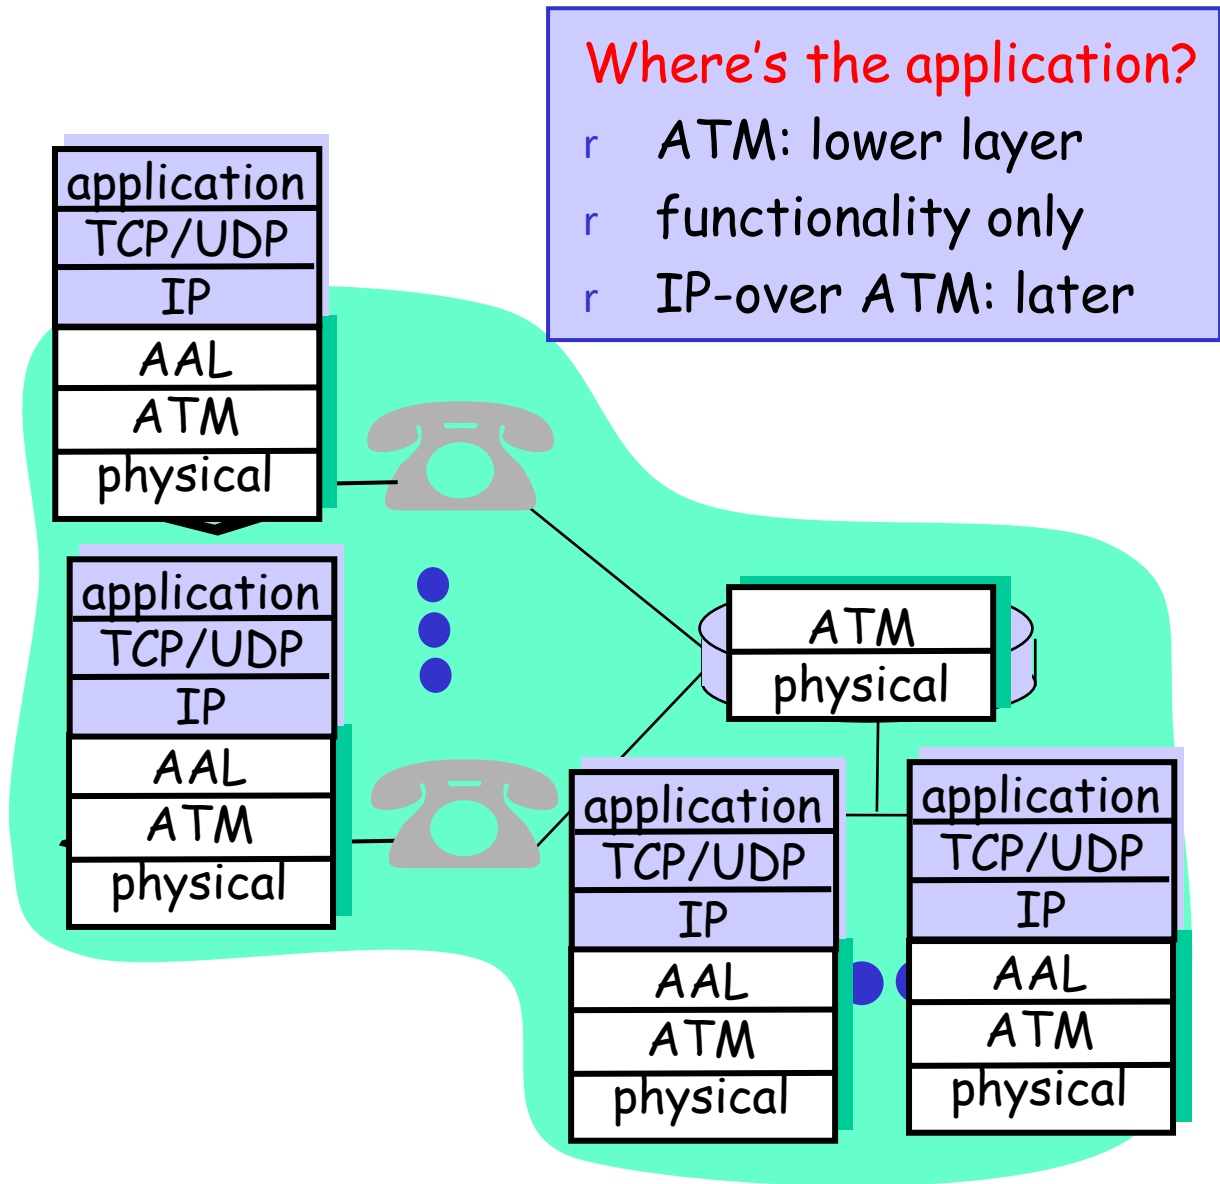 Where's the application?
r ATM: lower layer
r functionality only
r IP-over ATM: later
application
TCP/UDP
IP
AAL
ATM
physical
application
TCP/UDP
IP
AAL
ATM
physical
ATM
physical
application
TCP/UDP
IP
AAL
ATM
physical
application
TCP/UDP
IP
AAL
ATM
physical